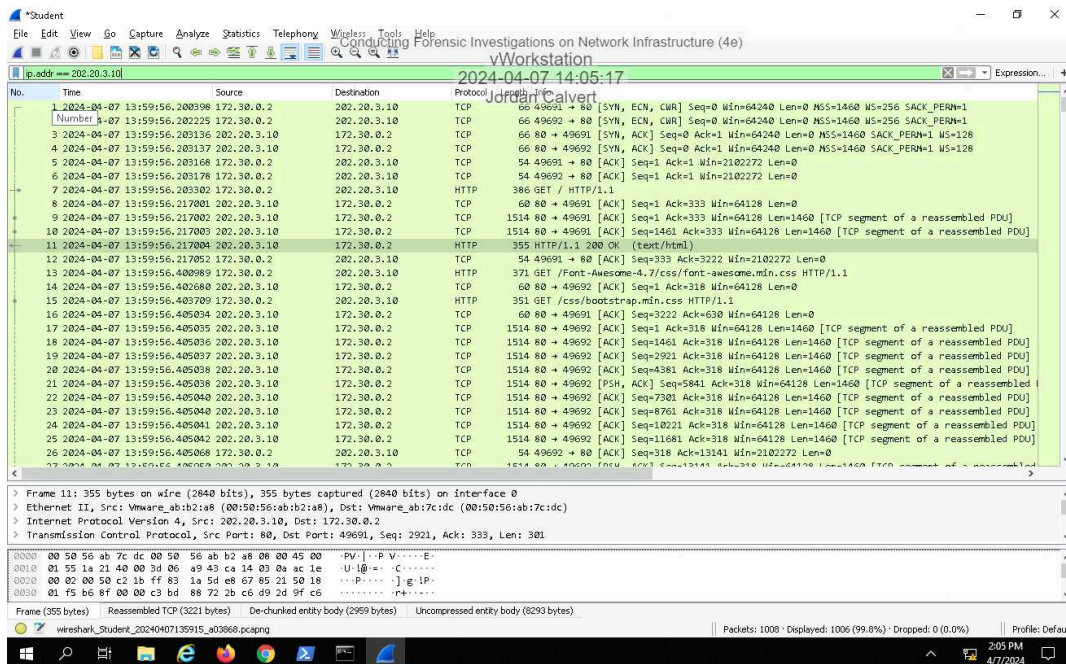 *Student
File Edit View Go Capture Analyze Statistics Telephony Wireless Tools Help
Conducting Forensic Investigations on Network Infrastructure (4e)
vWorkstation
2024-04-07 14:05:17
Jordan Calvert
ip.addr == 202.20.3.10
Expression... +
No. Time Source Destination Protocol Length Info
1 2024-04-07 13:59:56.200398 172.30.0.2 202.20.3.10 TCP 66 49691 → 80 [SYN, ECN, CWR] Seq=0 Win=64240 Len=0 MSS=1460 WS=256 SACK_PERM=1
Number 4-07 13:59:56.202225 172.30.0.2 202.20.3.10 TCP 66 49692 → 80 [SYN, ECN, CWR] Seq=0 Win=64240 Len=0 MSS=1460 WS=256 SACK_PERM=1
3 2024-04-07 13:59:56.203136 202.20.3.10 172.30.0.2 TCP 66 80 → 49691 [SYN, ACK] Seq=0 Ack=1 Win=64240 Len=0 MSS=1460 SACK_PERM=1 WS=128
4 2024-04-07 13:59:56.203137 202.20.3.10 172.30.0.2 TCP 66 80 → 49692 [SYN, ACK] Seq=0 Ack=1 Win=64240 Len=0 MSS=1460 SACK_PERM=1 WS=128
5 2024-04-07 13:59:56.203168 172.30.0.2 202.20.3.10 TCP 54 49691 → 80 [ACK] Seq=1 Ack=1 Win=2102272 Len=0
6 2024-04-07 13:59:56.203178 172.30.0.2 202.20.3.10 TCP 54 49692 → 80 [ACK] Seq=1 Ack=1 Win=2102272 Len=0
7 2024-04-07 13:59:56.203302 172.30.0.2 202.20.3.10 HTTP 386 GET / HTTP/1.1
8 2024-04-07 13:59:56.217001 202.20.3.10 172.30.0.2 TCP 60 80 → 49691 [ACK] Seq=1 Ack=333 Win=64128 Len=0
9 2024-04-07 13:59:56.217002 202.20.3.10 172.30.0.2 TCP 1514 80 → 49691 [ACK] Seq=1 Ack=333 Win=64128 Len=1460 [TCP segment of a reassembled PDU]
10 2024-04-07 13:59:56.217003 202.20.3.10 172.30.0.2 TCP 1514 80 → 49691 [ACK] Seq=1461 Ack=333 Win=64128 Len=1460 [TCP segment of a reassembled PDU]
11 2024-04-07 13:59:56.217004 202.20.3.10 172.30.0.2 HTTP 355 HTTP/1.1 200 OK (text/html)
12 2024-04-07 13:59:56.217052 172.30.0.2 202.20.3.10 TCP 54 49691 → 80 [ACK] Seq=333 Ack=3222 Win=2102272 Len=0
13 2024-04-07 13:59:56.400989 172.30.0.2 202.20.3.10 HTTP 371 GET /Font-Awesome-4.7/css/font-awesome.min.css HTTP/1.1
14 2024-04-07 13:59:56.402680 202.20.3.10 172.30.0.2 TCP 60 80 → 49692 [ACK] Seq=1 Ack=318 Win=64128 Len=0
15 2024-04-07 13:59:56.403709 172.30.0.2 202.20.3.10 HTTP 351 GET /css/bootstrap.min.css HTTP/1.1
16 2024-04-07 13:59:56.405034 202.20.3.10 172.30.0.2 TCP 60 80 → 49691 [ACK] Seq=3222 Ack=630 Win=64128 Len=0
17 2024-04-07 13:59:56.405035 202.20.3.10 172.30.0.2 TCP 1514 80 → 49692 [ACK] Seq=1 Ack=318 Win=64128 Len=1460 [TCP segment of a reassembled PDU]
18 2024-04-07 13:59:56.405036 202.20.3.10 172.30.0.2 TCP 1514 80 → 49692 [ACK] Seq=1461 Ack=318 Win=64128 Len=1460 [TCP segment of a reassembled PDU]
19 2024-04-07 13:59:56.405037 202.20.3.10 172.30.0.2 TCP 1514 80 → 49692 [ACK] Seq=2921 Ack=318 Win=64128 Len=1460 [TCP segment of a reassembled PDU]
20 2024-04-07 13:59:56.405038 202.20.3.10 172.30.0.2 TCP 1514 80 → 49692 [ACK] Seq=4381 Ack=318 Win=64128 Len=1460 [TCP segment of a reassembled PDU]
21 2024-04-07 13:59:56.405038 202.20.3.10 172.30.0.2 TCP 1514 80 → 49692 [PSH, ACK] Seq=5841 Ack=318 Win=64128 Len=1460 [TCP segment of a reassembled
22 2024-04-07 13:59:56.405040 202.20.3.10 172.30.0.2 TCP 1514 80 → 49692 [ACK] Seq=7301 Ack=318 Win=64128 Len=1460 [TCP segment of a reassembled PDU]
23 2024-04-07 13:59:56.405040 202.20.3.10 172.30.0.2 TCP 1514 80 → 49692 [ACK] Seq=8761 Ack=318 Win=64128 Len=1460 [TCP segment of a reassembled PDU]
24 2024-04-07 13:59:56.405041 202.20.3.10 172.30.0.2 TCP 1514 80 → 49692 [ACK] Seq=10221 Ack=318 Win=64128 Len=1460 [TCP segment of a reassembled PDU]
25 2024-04-07 13:59:56.405042 202.20.3.10 172.30.0.2 TCP 1514 80 → 49692 [ACK] Seq=11681 Ack=318 Win=64128 Len=1460 [TCP segment of a reassembled PDU]
26 2024-04-07 13:59:56.405068 172.30.0.2 202.20.3.10 TCP 54 49692 → 80 [ACK] Seq=318 Ack=13141 Win=2102272 Len=0
> Frame 11: 355 bytes on wire (2840 bits), 355 bytes captured (2840 bits) on interface 0
> Ethernet II, Src: Vmware_ab:b2:a8 (00:50:56:ab:b2:a8), Dst: Vmware_ab:7c:dc (00:50:56:ab:7c:dc)
> Internet Protocol Version 4, Src: 202.20.3.10, Dst: 172.30.0.2
> Transmission Control Protocol, Src Port: 80, Dst Port: 49691, Seq: 2921, Ack: 333, Len: 301
0000 00 50 56 ab 7c dc 00 50 56 ab b2 a8 08 00 45 00 ·PV·|··P V·····E·
0010 01 55 1a 21 40 00 3d 06 a9 43 ca 14 03 0a ac 1e ·U·!@·=· ·C······
0020 00 02 00 50 c2 1b ff 83 1a 5d e8 67 85 21 50 18 ···P···· ·]·g·!P·
0030 01 f5 b6 8f 00 00 c3 bd 88 72 2b c6 d9 2d 9f c6 ········ ·r+··-··
Frame (355 bytes) Reassembled TCP (3221 bytes) De-chunked entity body (2959 bytes) Uncompressed entity body (8293 bytes)
wireshark_Student_20240407135915_a03868.pcapng Packets: 1008 · Displayed: 1006 (99.8%) · Dropped: 0 (0.0%) Profile: Defau
2:05 PM
4/7/2024